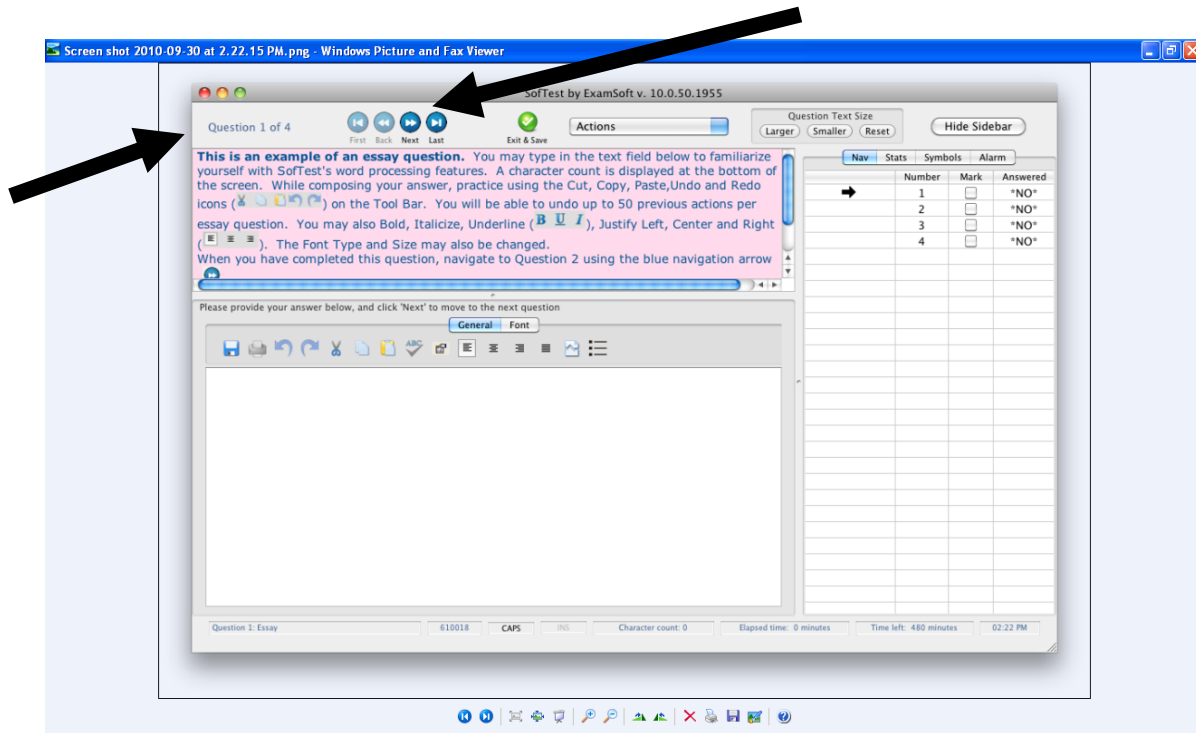 Screen shot 2010-09-30 at 2.22.15 PM.png - Windows Picture and Fax Viewer
SofTest by ExamSoft v. 10.0.50.1955
Question 1 of 4
First Back Next Last
Exit & Save
Actions
Question Text Size
Larger Smaller Reset
Hide Sidebar
This is an example of an essay question. You may type in the text field below to familiarize
yourself with SofTest's word processing features. A character count is displayed at the bottom of
the screen. While composing your answer, practice using the Cut, Copy, Paste,Undo and Redo
icons ( ) on the Tool Bar. You will be able to undo up to 50 previous actions per
essay question. You may also Bold, Italicize, Underline (B U I), Justify Left, Center and Right
( ). The Font Type and Size may also be changed.
When you have completed this question, navigate to Question 2 using the blue navigation arrow
Nav Stats Symbols Alarm
Number Mark Answered
1 *NO*
2 *NO*
3 *NO*
4 *NO*
Please provide your answer below, and click 'Next' to move to the next question
General Font
ABC
Question 1: Essay 610018 CAPS INS Character count: 0 Elapsed time: 0 minutes Time left: 480 minutes 02:22 PM